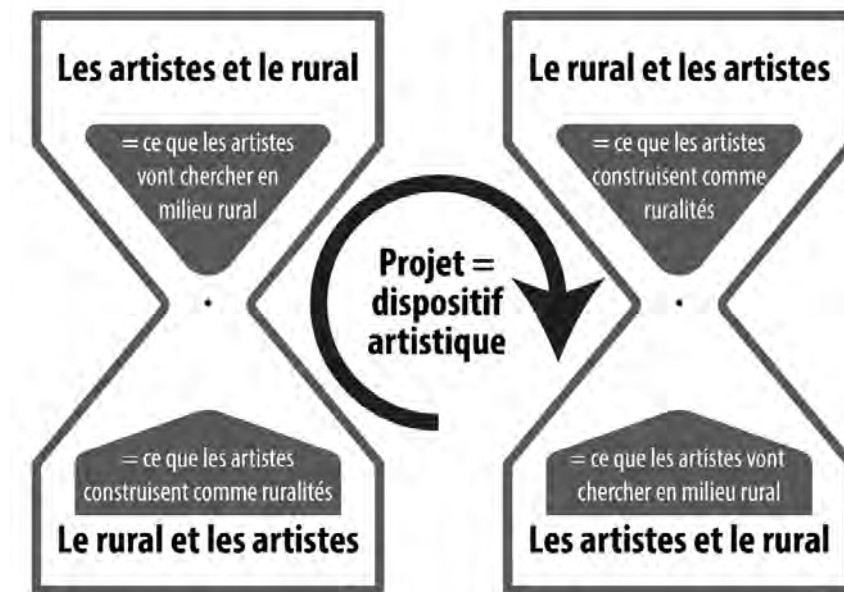 Les artistes et le rural
= ce que les artistes
vont chercher en
milieu rural
= ce que les artistes
construisent comme ruralités
Le rural et les artistes
Projet =
dispositif
artistique
Le rural et les artistes
= ce que les artistes
construisent comme
ruralités
= ce que les artistes vont
chercher en milieu rural
Les artistes et le rural